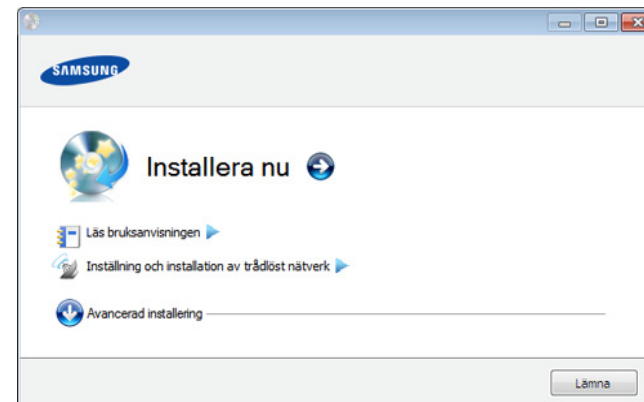 SAMSUNG
Installera nu
Läs bruksanvisningen
Inställning och installation av trådlöst nätverk
Avancerad installering
Lämna